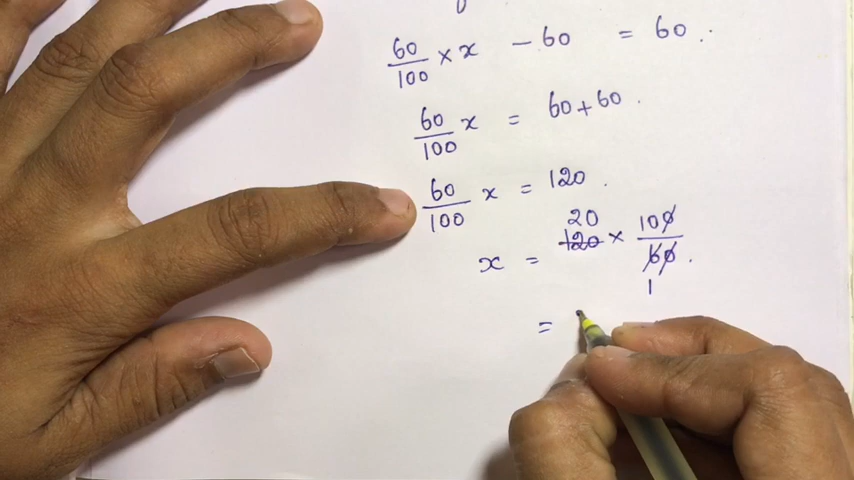 60/100 × x - 60 = 60.
60/100 x = 60 + 60.
60/100 x = 120.
20
x = 120 × 100/60.
1
=